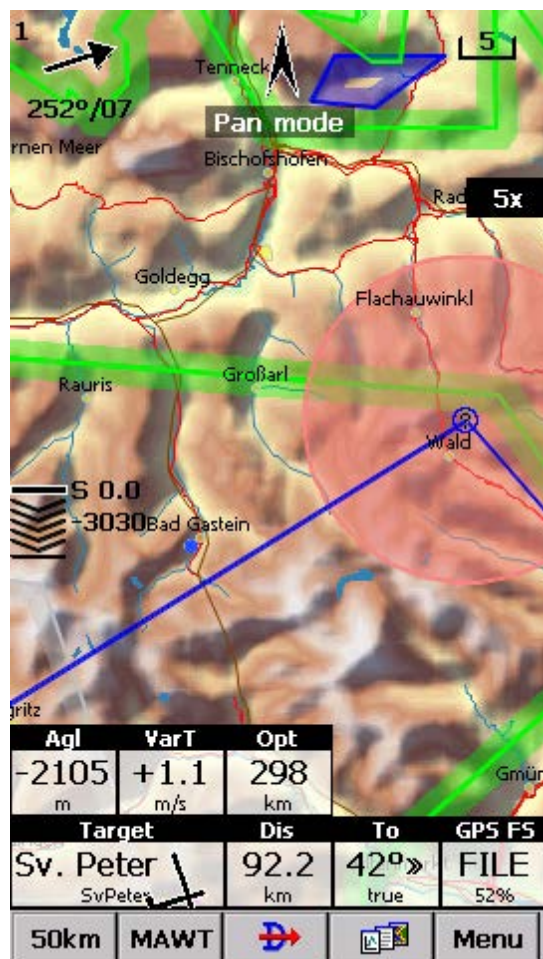 1
5
Tenneck
252º/07
Pan mode
rnen Meer
Bischofshofen
Rad
5x
Goldegg
Flachauwinkl
Großarl
Rauris
Wald
S 0.0
-3030
Bad Gastein
gritz
Agl VarT Opt
-2105 +1.1 298
m m/s km
Gmün
Target Dis To GPS FS
Sv. Peter 92.2 42º» FILE
SvPeter km true 52%
50km MAWT Menu